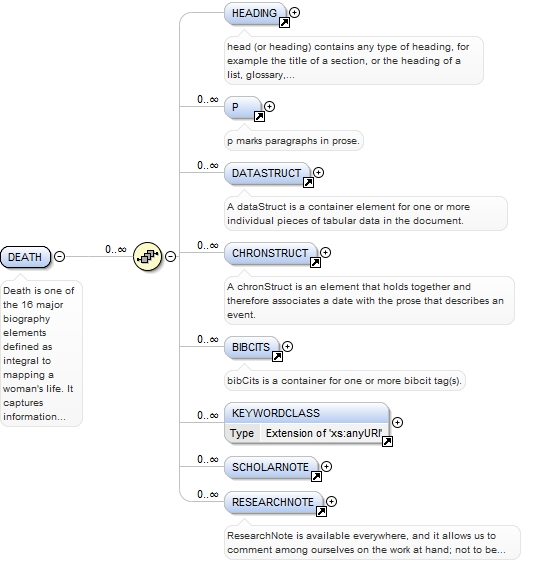 HEADING
head (or heading) contains any type of heading, for
example the title of a section, or the heading of a
list, glossary,...
0..∞
P
p marks paragraphs in prose.
0..∞
DATASTRUCT
A dataStruct is a container element for one or more
individual pieces of tabular data in the document.
DEATH
0..∞
0..∞
CHRONSTRUCT
Death is one of
the 16 major
biography
elements
defined as
integral to
mapping a
woman's life. It
captures
information...
A chronStruct is an element that holds together and
therefore associates a date with the prose that describes an
event.
0..∞
BIBCITS
bibCits is a container for one or more bibcit tag(s).
0..∞
KEYWORDCLASS
Type Extension of 'xs:anyURI'
0..∞
SCHOLARNOTE
0..∞
RESEARCHNOTE
ResearchNote is available everywhere, and it allows us to
comment among ourselves on the work at hand; not to be...